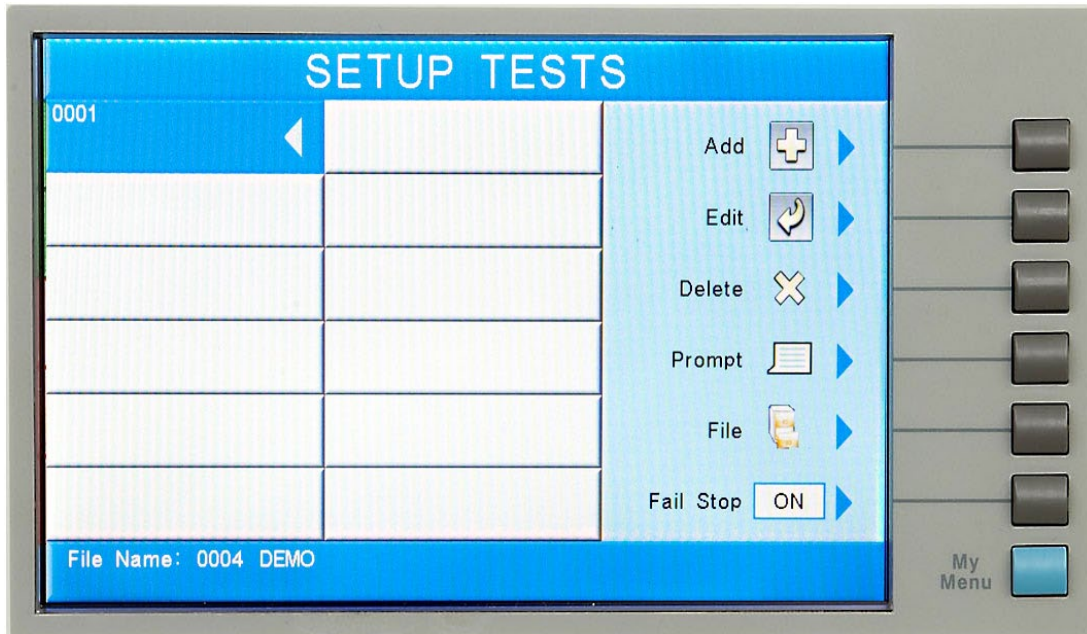 SETUP TESTS
0001
Add
Edit
Delete
Prompt
File
Fail Stop ON
File Name: 0004 DEMO
My
Menu